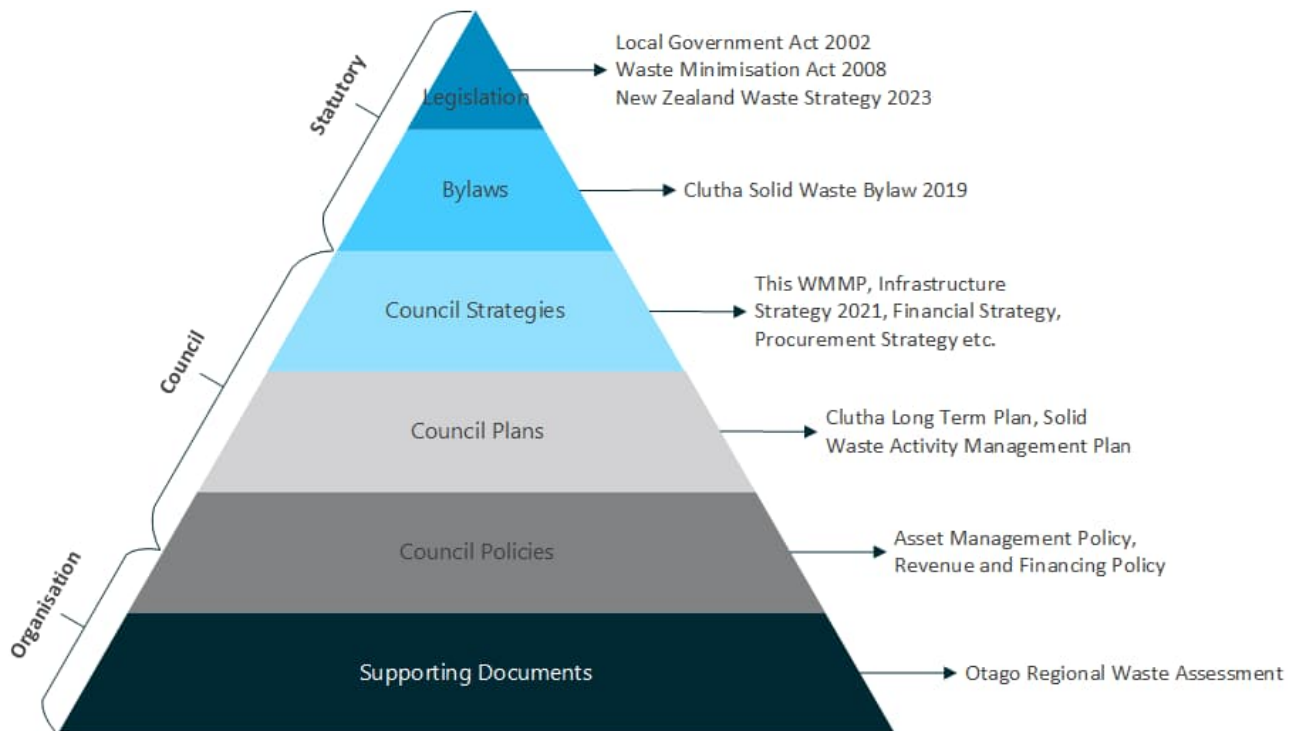 Statutory
Legislation
Local Government Act 2002
Waste Minimisation Act 2008
New Zealand Waste Strategy 2023
Bylaws
Clutha Solid Waste Bylaw 2019
Council
Council Strategies
This WMMP, Infrastructure
Strategy 2021, Financial Strategy,
Procurement Strategy etc.
Council Plans
Clutha Long Term Plan, Solid
Waste Activity Management Plan
Organisation
Council Policies
Asset Management Policy,
Revenue and Financing Policy
Supporting Documents
Otago Regional Waste Assessment